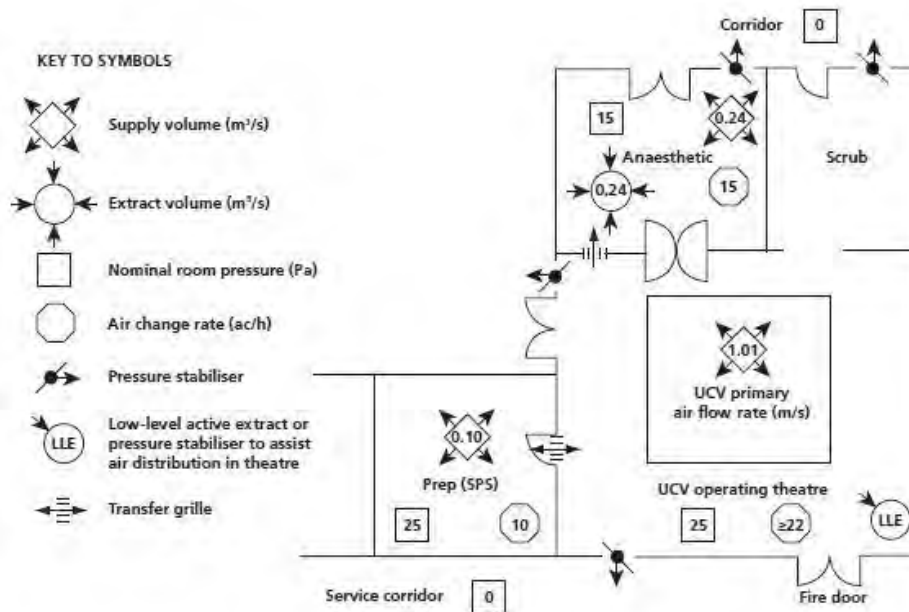 KEY TO SYMBOLS
Supply volume (m³/s)
Extract volume (m³/s)
Nominal room pressure (Pa)
Air change rate (ac/h)
Pressure stabiliser
LLE
Low-level active extract or
pressure stabiliser to assist
air distribution in theatre
Transfer grille
Corridor
0
15
0.24
Anaesthetic
0.24
15
Scrub
1.01
UCV primary
air flow rate (m/s)
0.10
Prep (SPS)
25
10
UCV operating theatre
25
≥22
LLE
Service corridor
0
Fire door